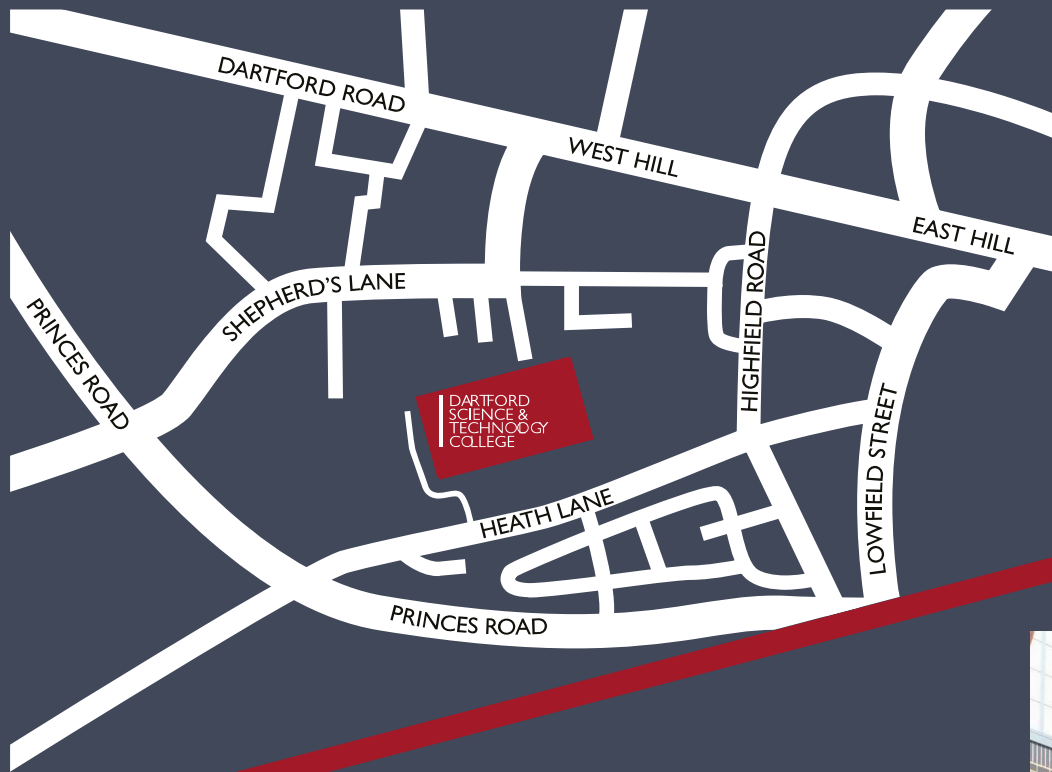 DARTFORD ROAD
WEST HILL
EAST HILL
SHEPHERD'S LANE
HIGHFIELD ROAD
PRINCES ROAD
DARTFORD
SCIENCE &
TECHNOOGY
COLLEGE
LOWFIELD STREET
HEATH LANE
PRINCES ROAD